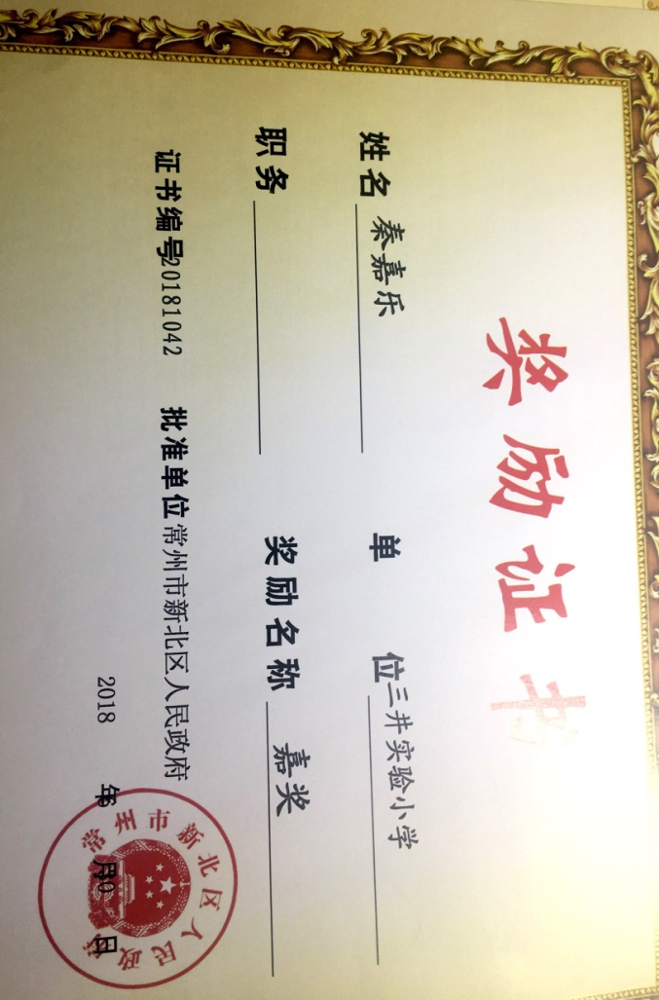 奖励证书
姓名 秦嘉乐 单位 三井实验小学
职务 奖励名称 嘉奖
证书编号20181042 批准单位 常州市新北区人民政府
2018 年 月 日
常州市新北区人民政府